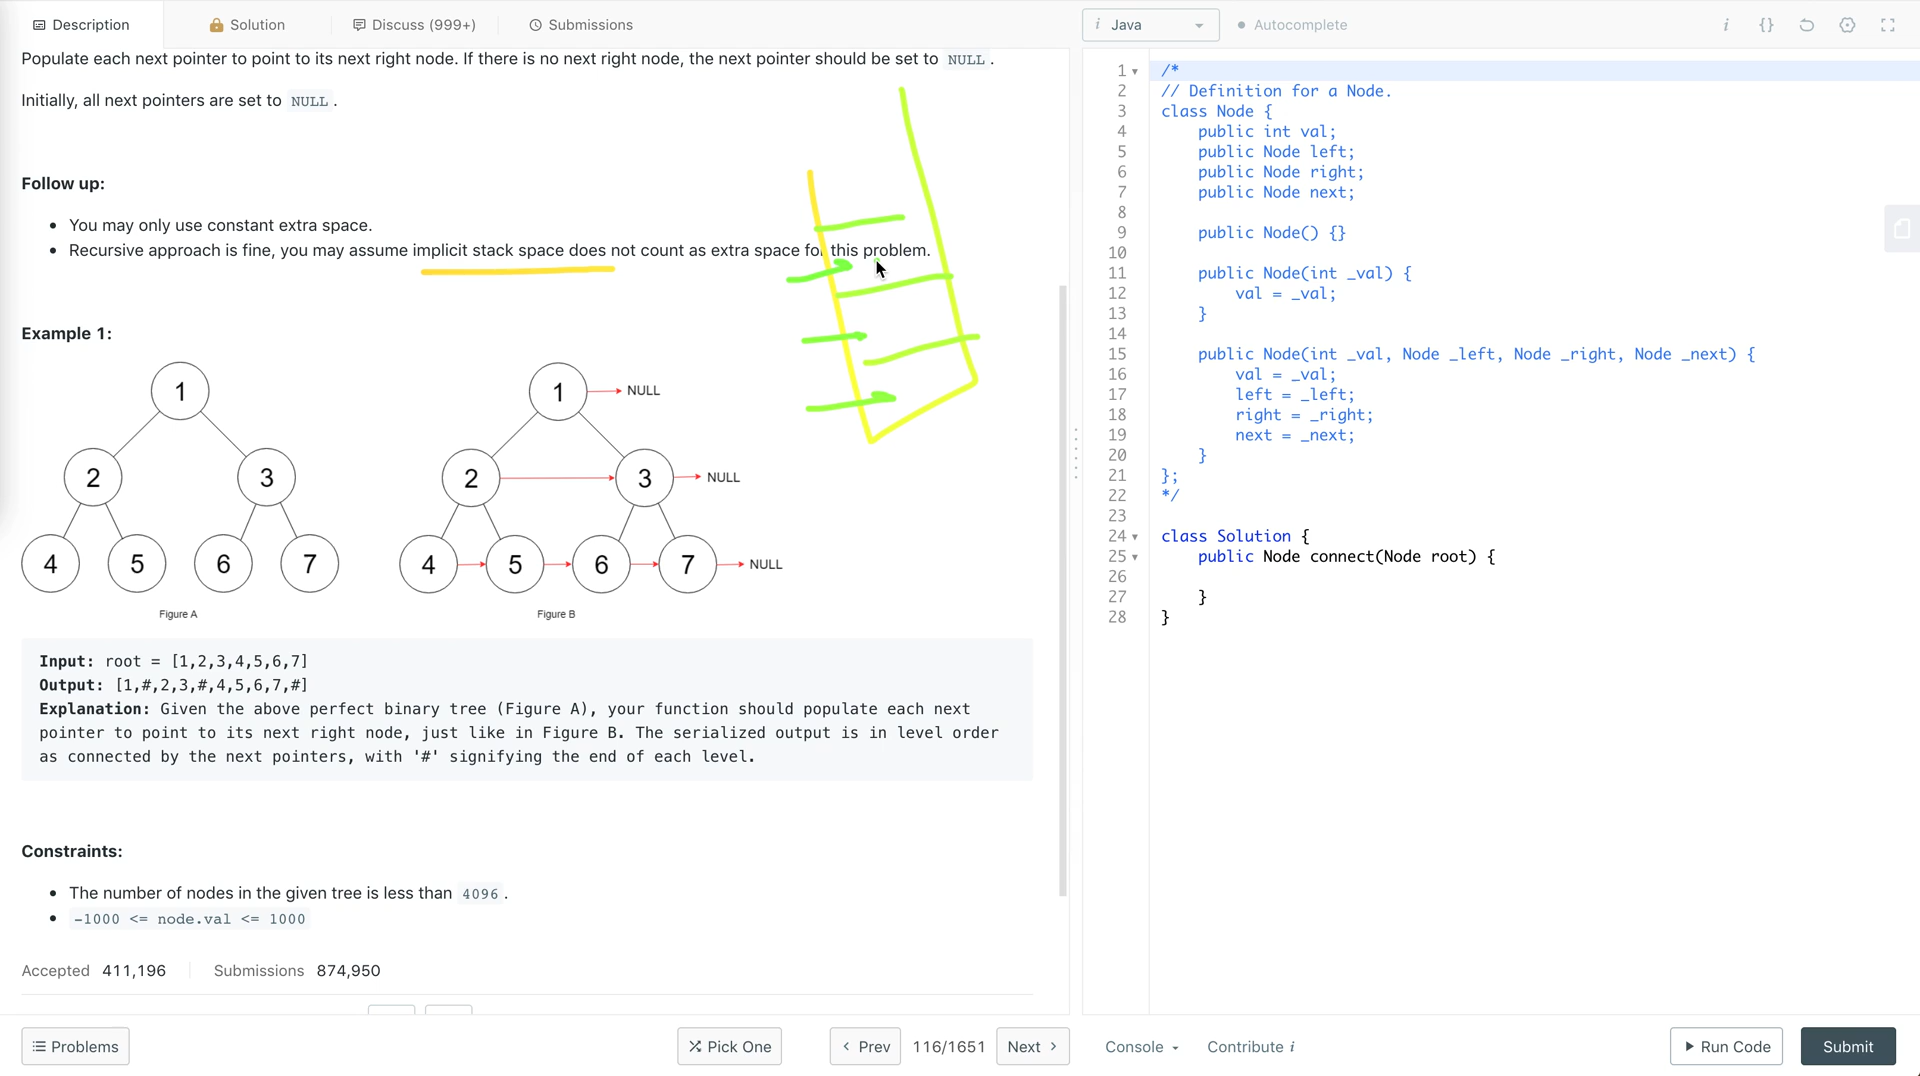 Description
Solution
Discuss (999+)
Submissions
i Java
Autocomplete
i {}
Populate each next pointer to point to its next right node. If there is no next right node, the next pointer should be set to NULL .
Initially, all next pointers are set to NULL .
Follow up:
• You may only use constant extra space.
• Recursive approach is fine, you may assume implicit stack space does not count as extra space for this problem.
Example 1:
1
2 3
4 5 6 7
Figure A
1 NULL
2 3 NULL
4 5 6 7 NULL
Figure B
Input: root = [1,2,3,4,5,6,7]
Output: [1,#,2,3,#,4,5,6,7,#]
Explanation: Given the above perfect binary tree (Figure A), your function should populate each next
pointer to point to its next right node, just like in Figure B. The serialized output is in level order
as connected by the next pointers, with '#' signifying the end of each level.
Constraints:
• The number of nodes in the given tree is less than 4096 .
• -1000 <= node.val <= 1000
Accepted 411,196
Submissions 874,950
Problems
Pick One
< Prev
116/1651
Next >
1 /*
2 // Definition for a Node.
3 class Node {
4     public int val;
5     public Node left;
6     public Node right;
7     public Node next;
8
9     public Node() {}
10
11     public Node(int _val) {
12         val = _val;
13     }
14
15     public Node(int _val, Node _left, Node _right, Node _next) {
16         val = _val;
17         left = _left;
18         right = _right;
19         next = _next;
20     }
21 };
22 */
23
24 class Solution {
25     public Node connect(Node root) {
26
27     }
28 }
Console
Contribute i
Run Code
Submit